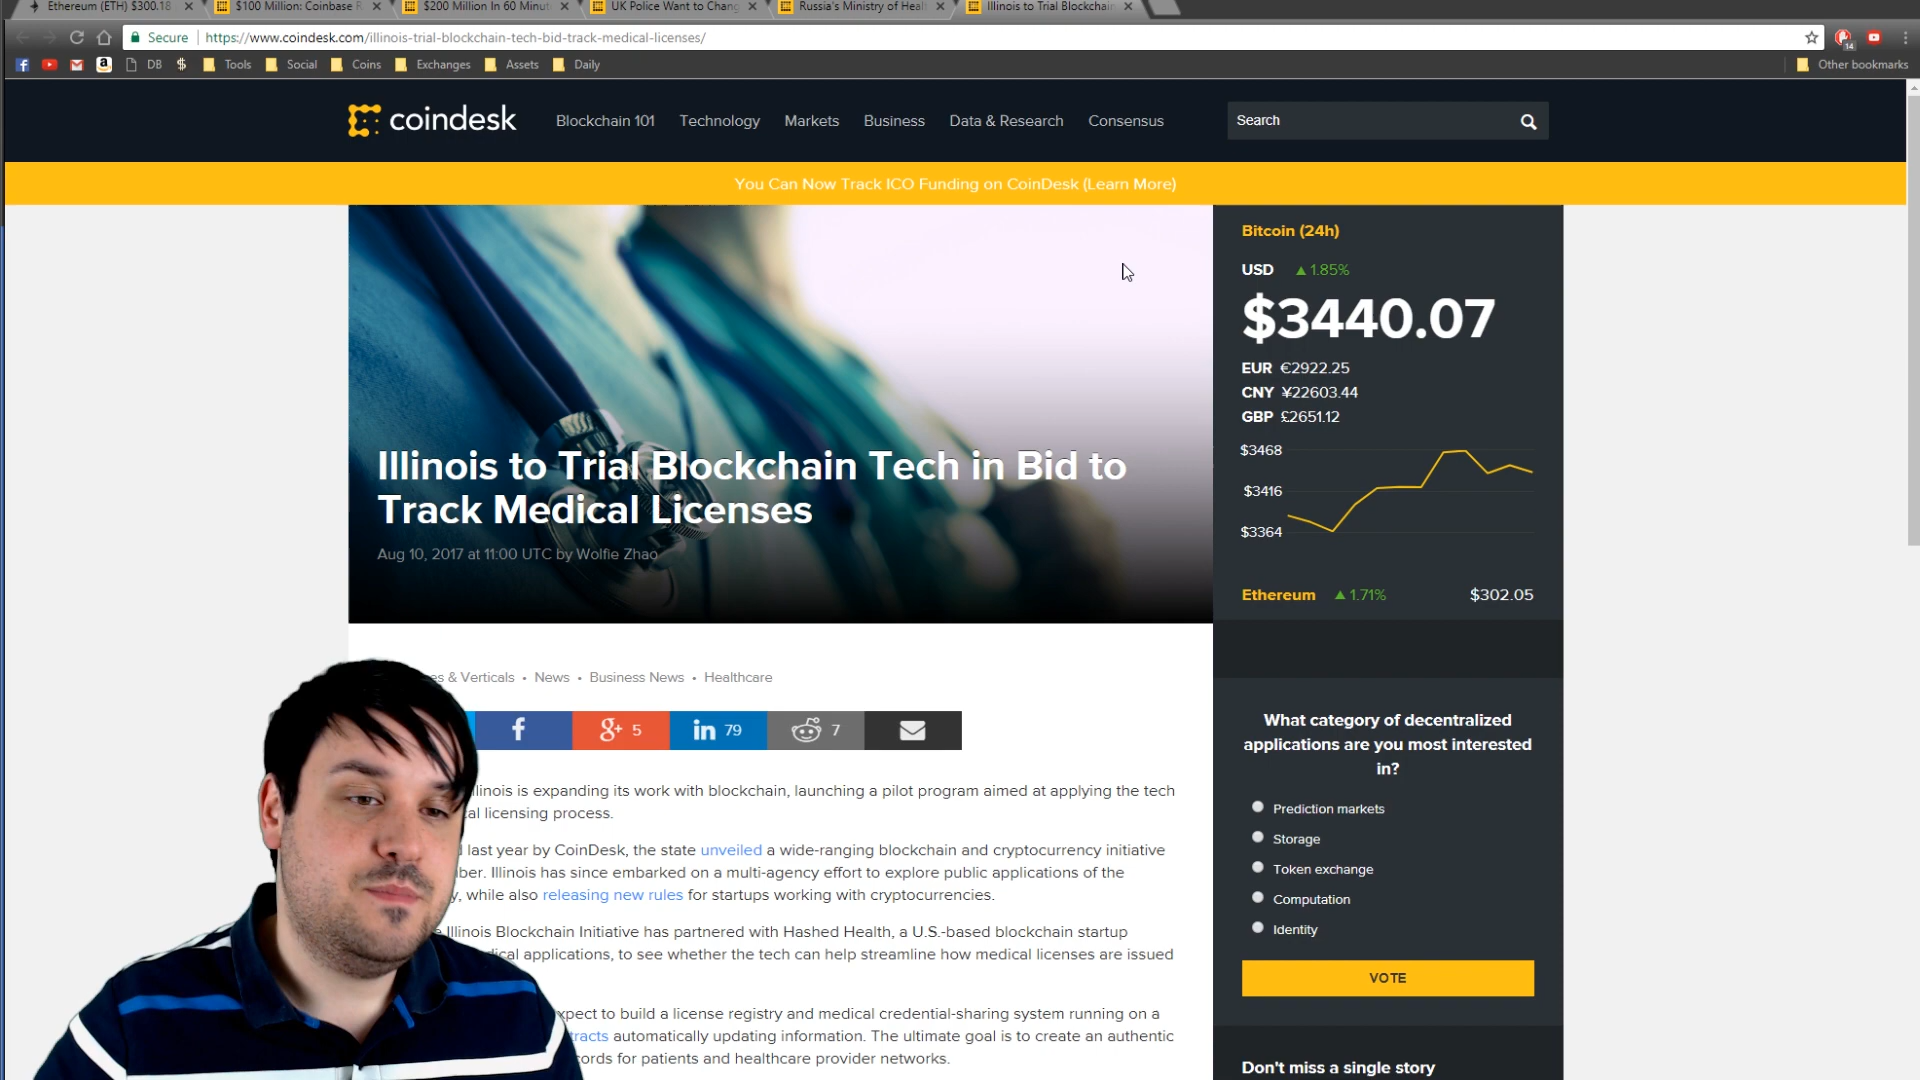 Ethereum (ETH) $300.18
$100 Million: Coinbase R
$200 Million In 60 Minut
UK Police Want to Chang
Russia's Ministry of Heal
Illinois to Trial Blockchain
Secure
https://www.coindesk.com/illinois-trial-blockchain-tech-bid-track-medical-licenses/
14
DB
$
Tools
Social
Coins
Exchanges
Assets
Daily
Other bookmarks
coindesk
Blockchain 101
Technology
Markets
Business
Data & Research
Consensus
Search
You Can Now Track ICO Funding on CoinDesk (Learn More)
Illinois to Trial Blockchain Tech in Bid to
Track Medical Licenses
Aug 10, 2017 at 11:00 UTC by Wolfie Zhao
es & Verticals • News • Business News • Healthcare
f
g+ 5
in 79
7
llinois is expanding its work with blockchain, launching a pilot program aimed at applying the tech
al licensing process.
last year by CoinDesk, the state unveiled a wide-ranging blockchain and cryptocurrency initiative
ber. Illinois has since embarked on a multi-agency effort to explore public applications of the
y, while also releasing new rules for startups working with cryptocurrencies.
e Illinois Blockchain Initiative has partnered with Hashed Health, a U.S.-based blockchain startup
dical applications, to see whether the tech can help streamline how medical licenses are issued
xpect to build a license registry and medical credential-sharing system running on a
tracts automatically updating information. The ultimate goal is to create an authentic
cords for patients and healthcare provider networks.
Bitcoin (24h)
USD ▲ 1.85%
$3440.07
EUR €2922.25
CNY ¥22603.44
GBP £2651.12
$3468
$3416
$3364
Ethereum ▲ 1.71% $302.05
What category of decentralized
applications are you most interested
in?
Prediction markets
Storage
Token exchange
Computation
Identity
VOTE
Don't miss a single story